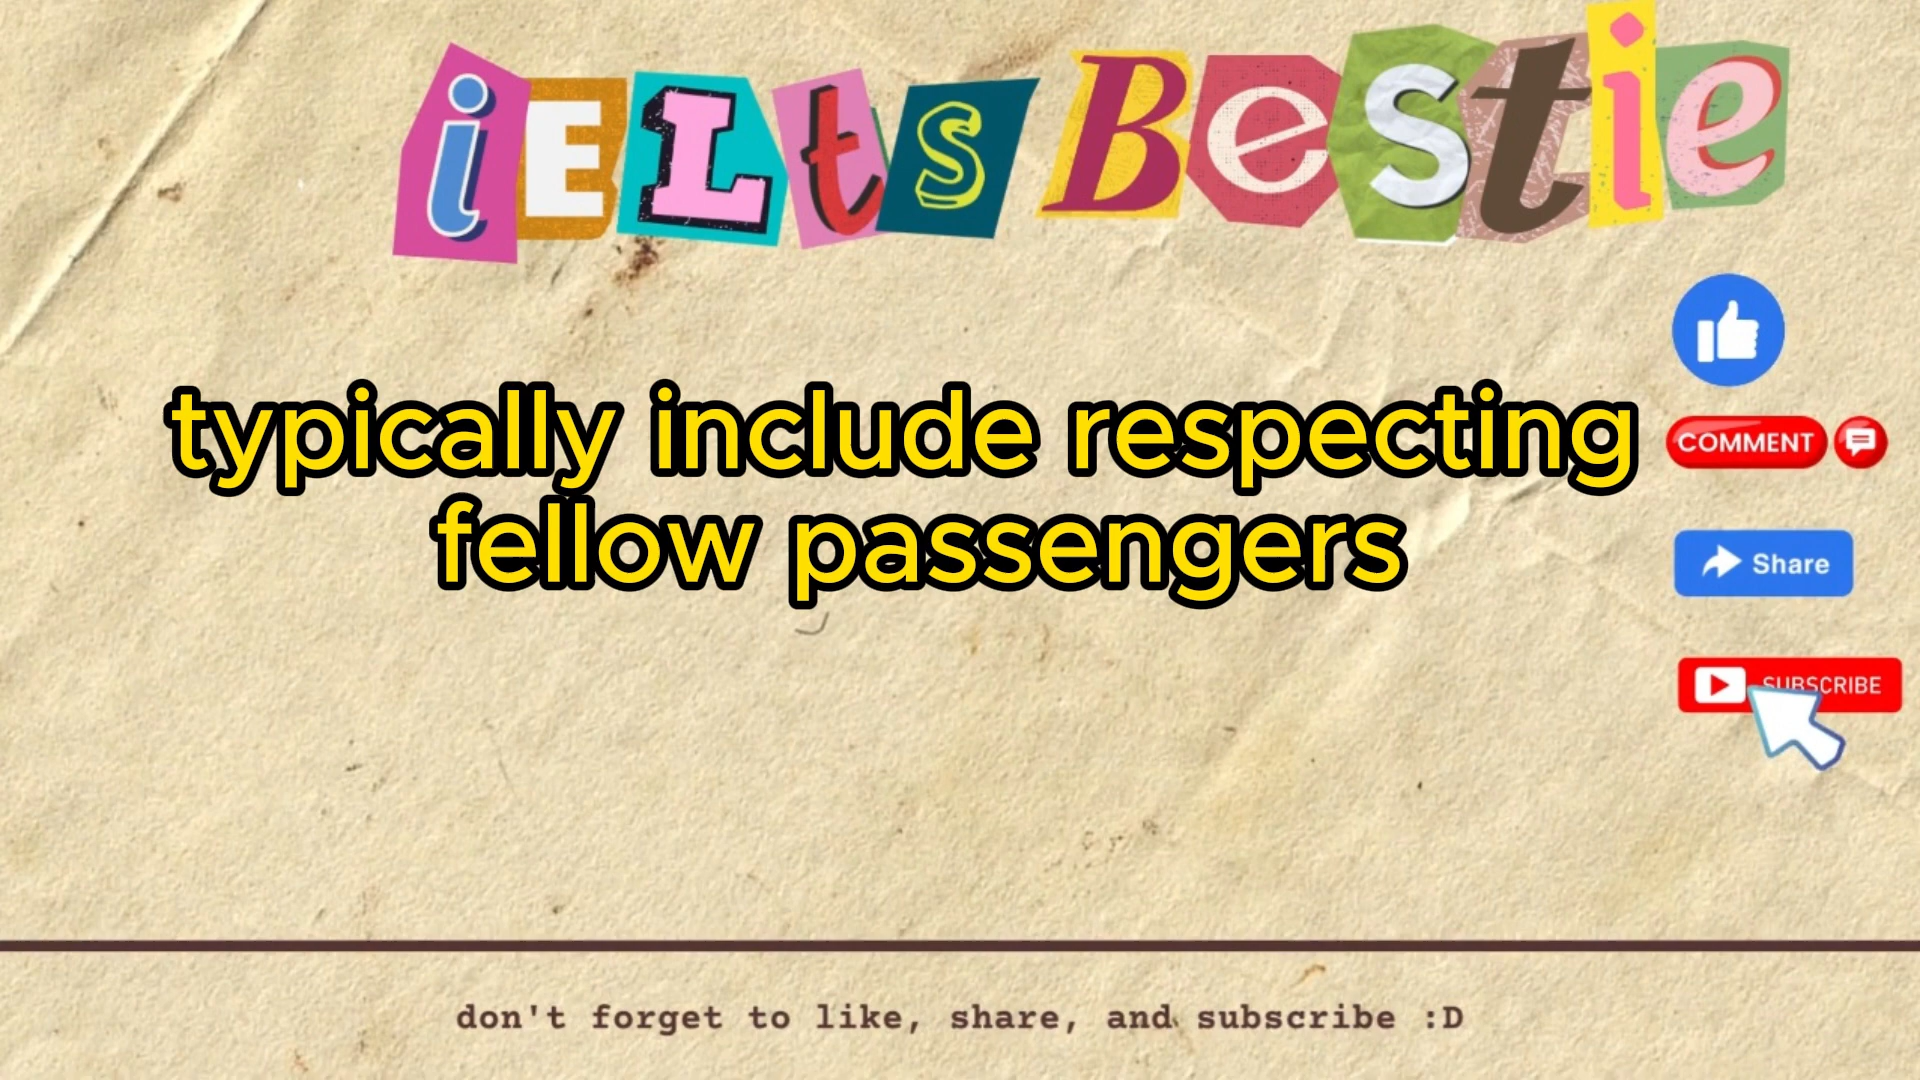 iELts Bestie
typically include respecting
fellow passengers
COMMENT
Share
SUBSCRIBE
don't forget to like, share, and subscribe :D